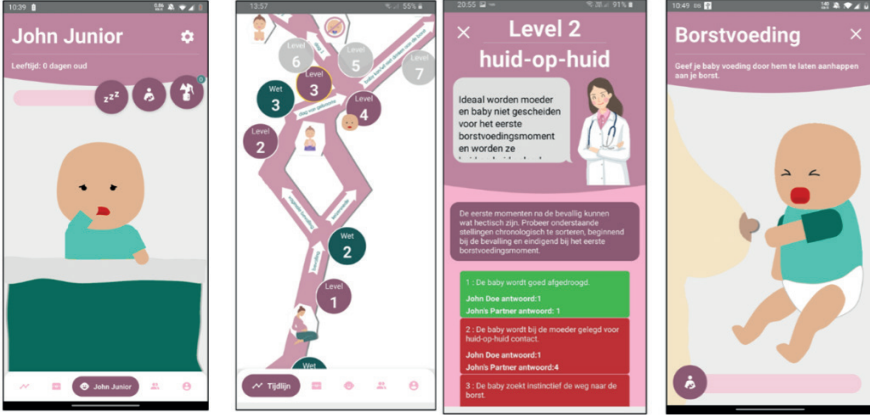 10:39
John Junior
Leeftijd: 0 dagen oud
zzz
0
John Junior
13:57
55%
Level
6
Level
5
Level
7
Wet
3
Level
3
Level
4
Level
2
Wet
2
bevalling
Level
1
Wet
Tijdlijn
20:55
91%
Level 2
huid-op-huid
Ideaal worden moeder
en baby niet gescheiden
voor het eerste
borstvoedingsmoment
en worden ze
De eerste momenten na de bevallig kunnen
wat hectisch zijn. Probeer onderstaande
stellingen chronologisch te sorteren, beginnend
bij de bevalling en eindigend bij het eerste
borstvoedingsmoment.
1 : De baby wordt goed afgedroogd.
John Doe antwoord:1
John's Partner antwoord: 1
2 : De baby wordt bij de moeder gelegd voor
huid-op-huid contact.
John Doe antwoord:1
John's Partner antwoord:4
3 : De baby zoekt instinctief de weg naar de
borst.
10:49
Borstvoeding
Geef je baby voeding door hem te laten aanhappen
aan je borst.